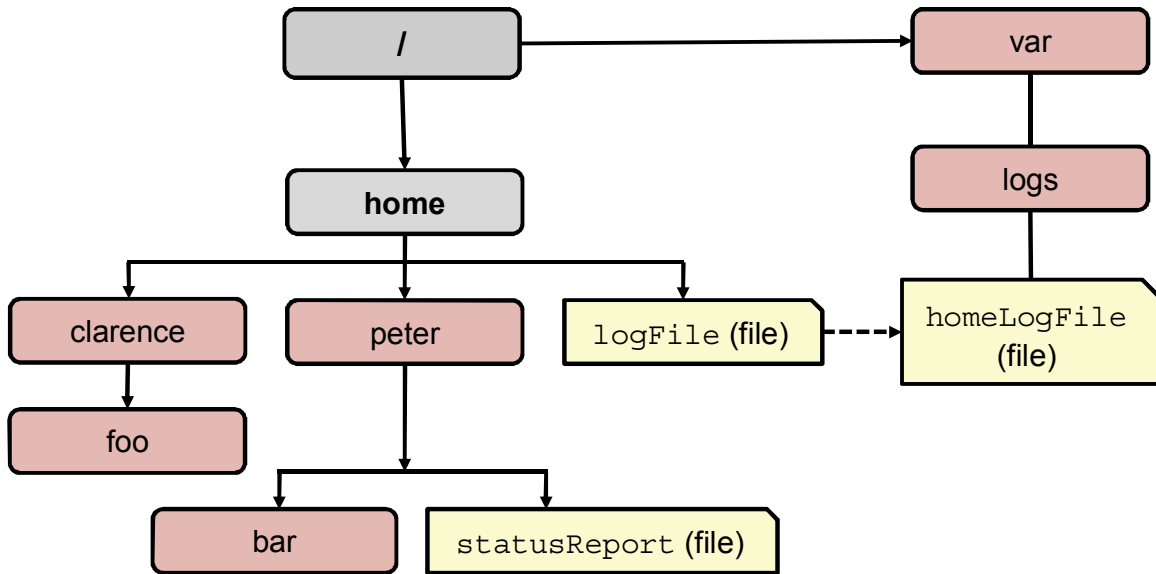 /
var
home
logs
clarence
peter
logFile (file)
homeLogFile
(file)
foo
bar
statusReport (file)